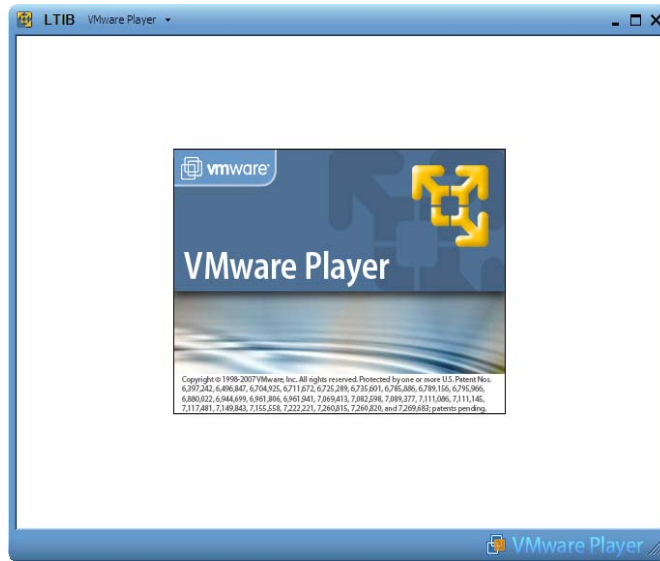 LTIB VMware Player
vmware
VMware Player
Copyright © 1998-2007 VMware, Inc. All rights reserved. Protected by one or more U.S. Patent Nos.
6,397,242, 6,496,847, 6,704,925, 6,711,672, 6,725,289, 6,735,601, 6,785,886, 6,789,156, 6,795,966,
6,880,022, 6,944,699, 6,961,806, 6,961,941, 7,069,413, 7,082,598, 7,089,377, 7,111,086, 7,111,145,
7,117,481, 7,149,843, 7,155,558, 7,222,221, 7,260,815, 7,260,820, and 7,269,683; patents pending.
VMware Player